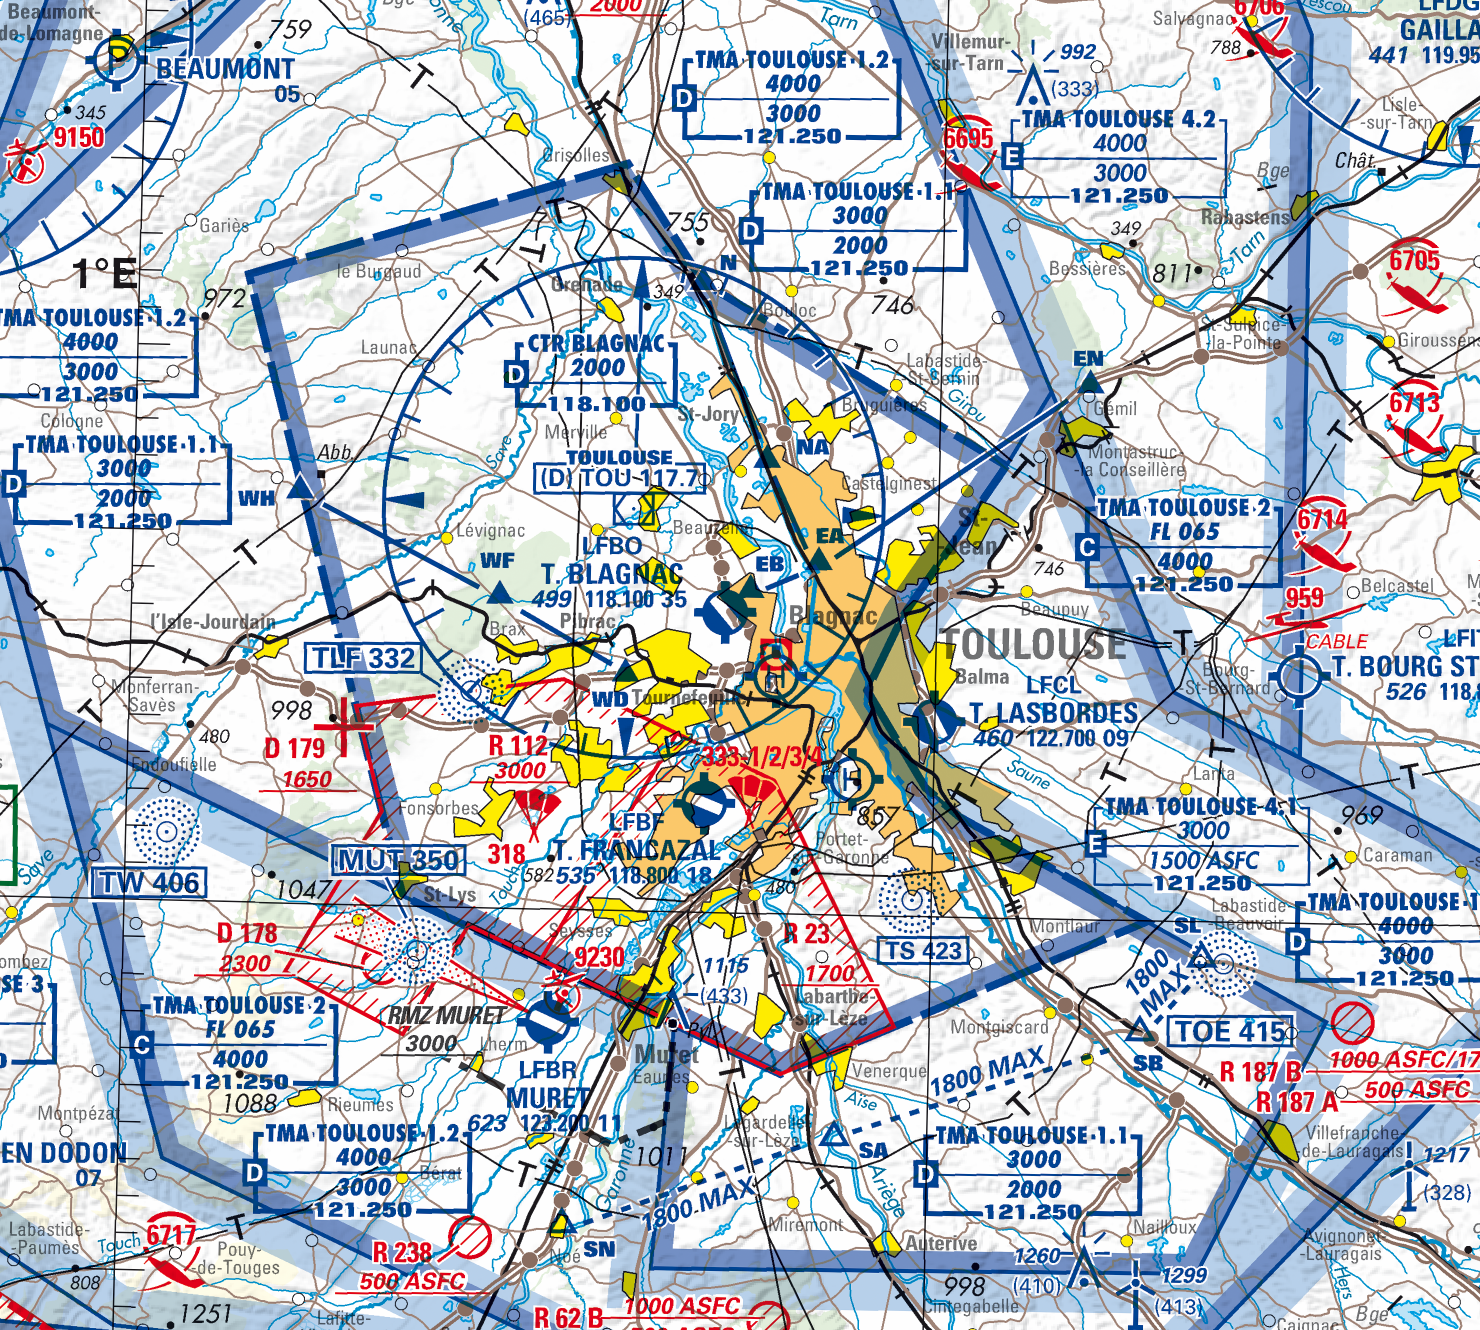 Beaumont-
de-Lomagne
759
BEAUMONT
05
345
9150
(465)
2000
Tarn
Villemur-
-sur-Tarn
992
(333)
Salvagnac
788
6706
LFDG
GAILLA
441 119.95
TMA TOULOUSE 1.2
4000
D
3000
121.250
6695
TMA TOULOUSE 4.2
E
4000
3000
121.250
Lisle-
-sur-Tarn
Chât.
Bge
Rabastens
Grisolles
755
TMA TOULOUSE 1.1
3000
D
2000
121.250
349
Bessières
811
Tarn
6705
Gariès
1°E
le Burgaud
972
N
Grenade
349
Bouloc
746
St-Sulpice-
-la-Pointe
Giroussens
TMA TOULOUSE 1.2
4000
3000
121.250
Cologne
Launac
CTR BLAGNAC
D
2000
118.100
Labastide-
St-Sernin
Bruguières
Girou
EN
Gémil
6713
St-Jory
Merville
Save
Montastruc-
-la Conseillère
TMA TOULOUSE 1.1
3000
D
2000
121.250
Abb.
WH
TOULOUSE
(D) TOU 117.7
NA
Castelginest
Lévignac
Beauzelle
St-
Jean
746
TMA TOULOUSE 2
FL 065
C
4000
121.250
6714
WF
LFBO
T. BLAGNAC
499 118.100 35
EA
EB
Beaupuy
Belcastel
959
CABLE
l'Isle-Jourdain
Brax
Pibrac
Blagnac
TOULOUSE
Balma
TLF 332
WD
Tournefeuille
H
Bourg-
-St-Bernard
T. BOURG ST
526 118.
Monferran-
Savès
480
Endoufielle
998
D 179
1650
R 112
3000
333-1/2/3/4
LFCL
T. LASBORDES
460 122.700 09
Saune
Lanta
Fonsorbes
318
582
LFBF
T. FRANCAZAL
535 118.800 18
H
857
Portet-
-sur-Garonne
480
TMA TOULOUSE 4.1
E
3000
1500 ASFC
121.250
969
Caraman
Save
TW 406
1047
MUT 350
St-Lys
Touch
D 178
2300
Seysses
9230
R 23
1700
TS 423
Montlaur
Labastide-
Beauvoir
SL
TMA TOULOUSE 1
4000
D
3000
121.250
1115
(433)
1800
MAX
TMA TOULOUSE 2
FL 065
C
4000
121.250
RMZ MURET
3000
Lherm
LFBR
MURET
623 123.200 11
Muret
Eaunes
Labarthe-
-sur-Lèze
Montgiscard
TOE 415
SB
1000 ASFC/17
500 ASFC
R 187 B
R 187 A
Venerque
1800 MAX
1088
Rieumes
Montpézat
EN DODON
07
TMA TOULOUSE 1.2
4000
D
3000
121.250
Bérat
Garonne
1011
Lagardelle
-sur-Lèze
Aïse
SA
Ariège
TMA TOULOUSE 1.1
3000
D
2000
121.250
Villefranche-
-de-Lauragais
1217
(328)
1800 MAX
Labastide-
-Paumès
Touch
6717
Pouy-
-de-Touges
808
1251
R 238
500 ASFC
SN
Noé
Miremont
Auterive
998
Cintegabelle
1260
(410)
Nailloux
1299
(413)
Avignonet-
-Lauragais
Hers
Lafitte-
R 62 B
1000 ASFC
Caignac
Bge